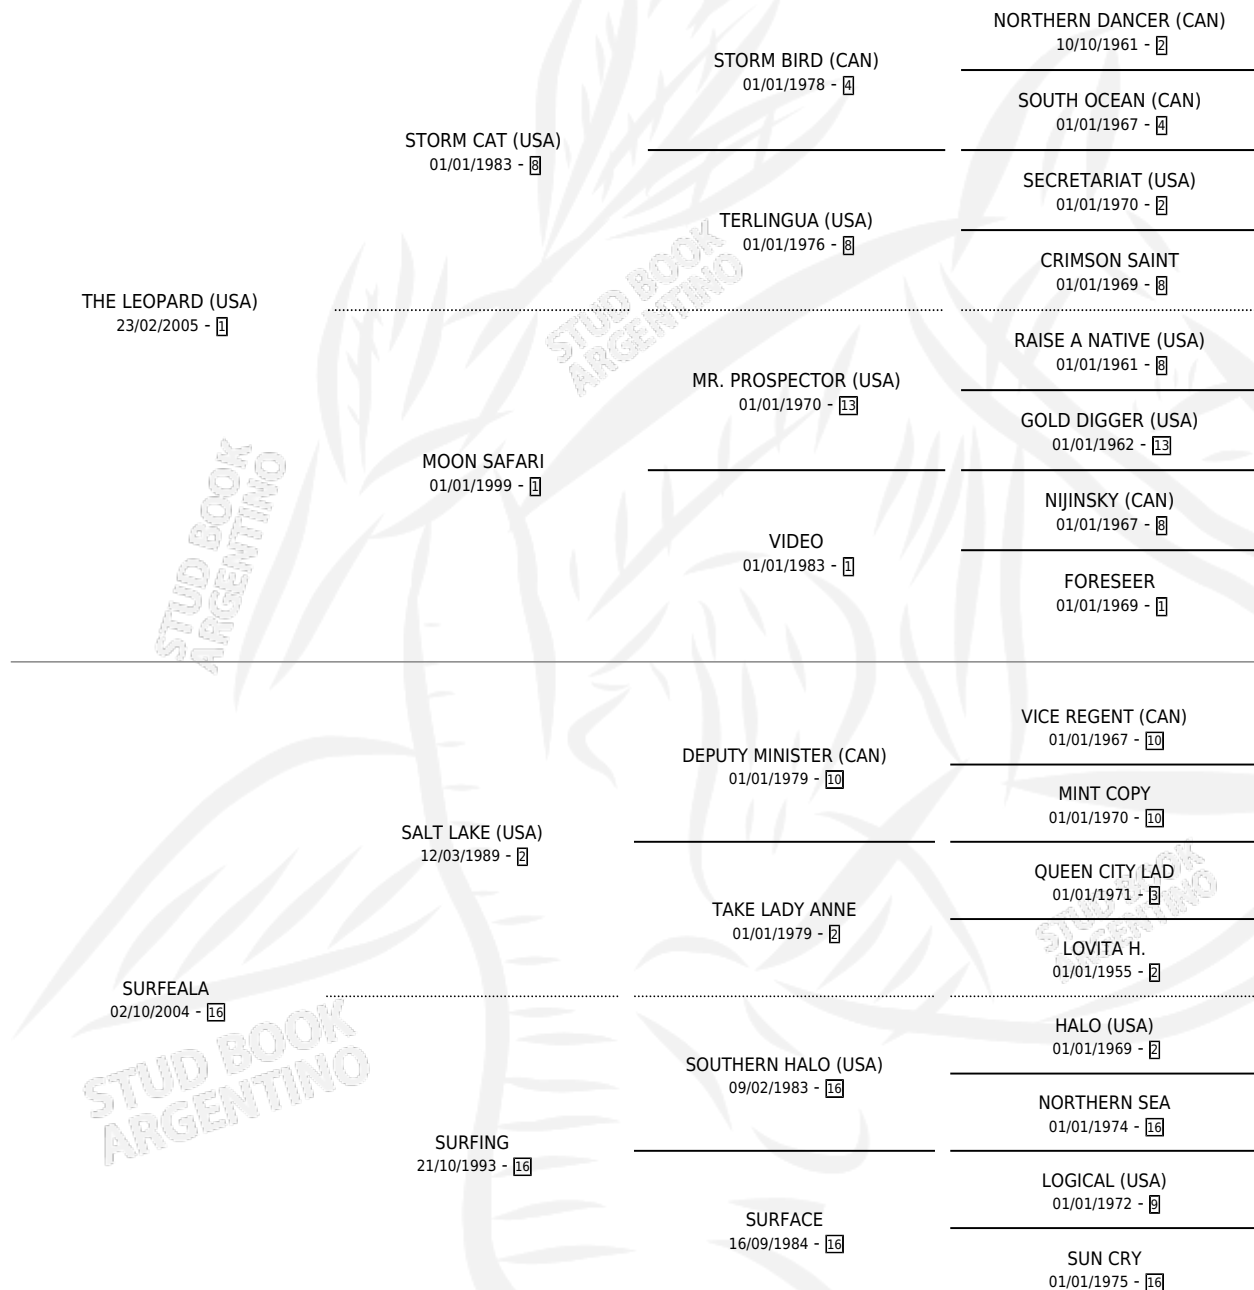 NORTHERN DANCER (CAN)
10/10/1961 - 2
STORM BIRD (CAN)
01/01/1978 - 4
SOUTH OCEAN (CAN)
01/01/1967 - 4
STORM CAT (USA)
01/01/1983 - 8
SECRETARIAT (USA)
01/01/1970 - 2
TERLINGUA (USA)
01/01/1976 - 8
CRIMSON SAINT
01/01/1969 - 8
THE LEOPARD (USA)
23/02/2005 - 1
RAISE A NATIVE (USA)
01/01/1961 - 8
MR. PROSPECTOR (USA)
01/01/1970 - 13
GOLD DIGGER (USA)
01/01/1962 - 13
MOON SAFARI
01/01/1999 - 1
NIJINSKY (CAN)
01/01/1967 - 8
VIDEO
01/01/1983 - 1
FORESEER
01/01/1969 - 1
VICE REGENT (CAN)
01/01/1967 - 10
DEPUTY MINISTER (CAN)
01/01/1979 - 10
MINT COPY
01/01/1970 - 10
SALT LAKE (USA)
12/03/1989 - 2
QUEEN CITY LAD
01/01/1971 - 3
TAKE LADY ANNE
01/01/1979 - 2
LOVITA H.
01/01/1955 - 2
SURFEALA
02/10/2004 - 16
HALO (USA)
01/01/1969 - 2
SOUTHERN HALO (USA)
09/02/1983 - 16
NORTHERN SEA
01/01/1974 - 16
SURFING
21/10/1993 - 16
LOGICAL (USA)
01/01/1972 - 9
SURFACE
16/09/1984 - 16
SUN CRY
01/01/1975 - 16
STUD BOOK
ARGENTINO
STUD BOOK
ARGENTINO
STUD BOOK
ARGENTINO
STUD BOOK
ARGENTINO